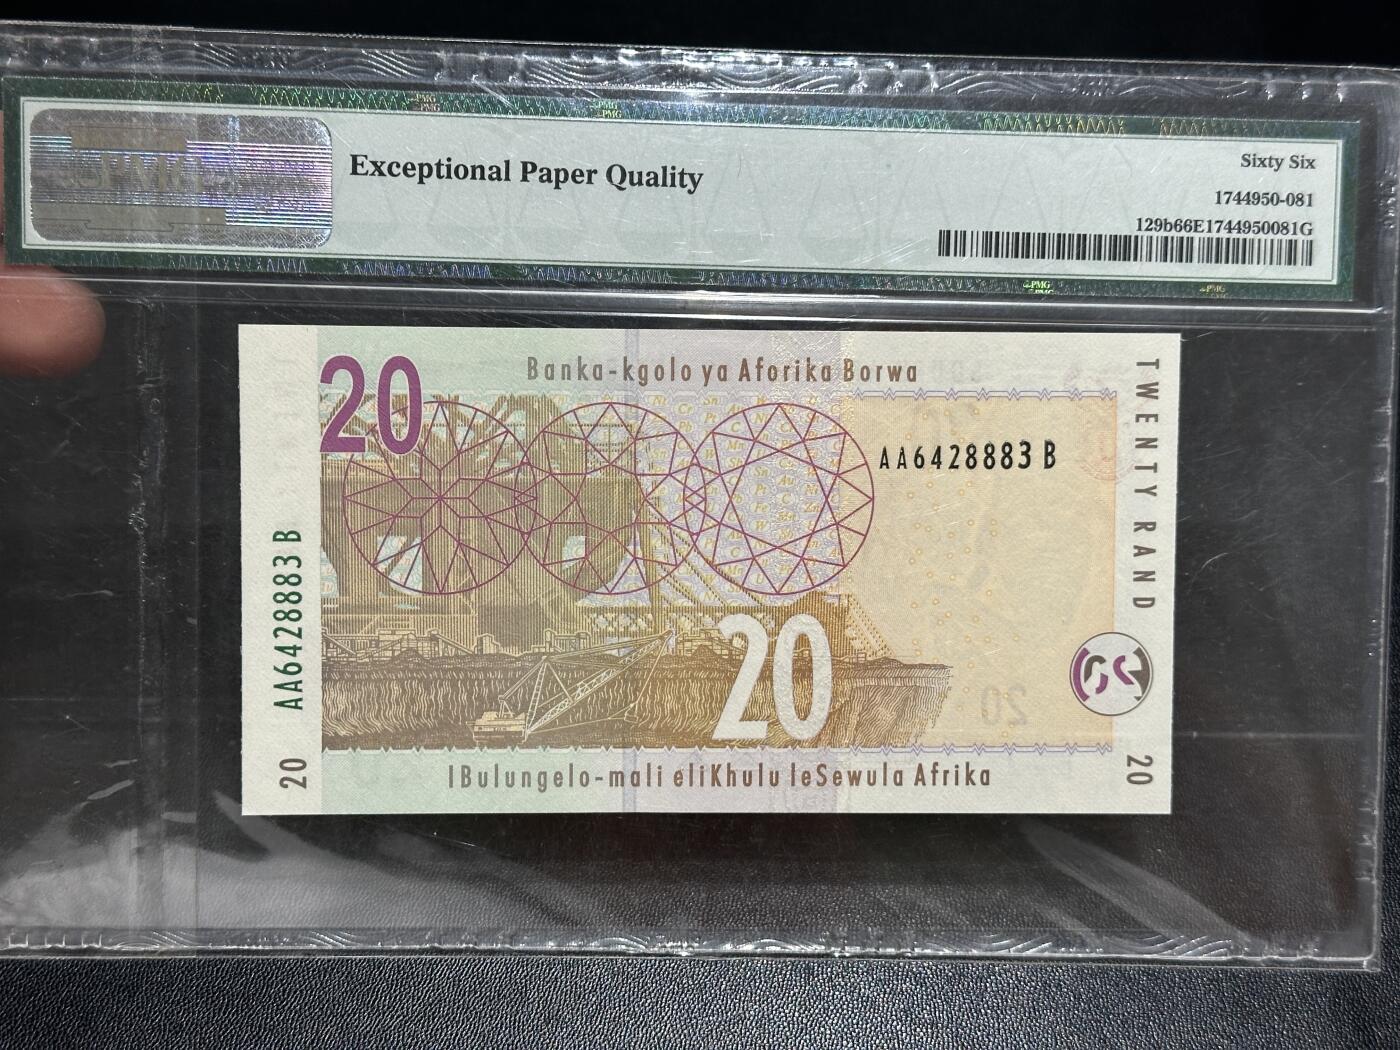 PMG
Exceptional Paper Quality
Sixty Six
1744950-081
129b66E1744950081G
20
Banka-kgolo ya Aforika Borwa
AA6428883 B
TWENTY RAND
AA6428883 B
20
20
20
IBulungelo-mali eliKhulu leSewula Afrika